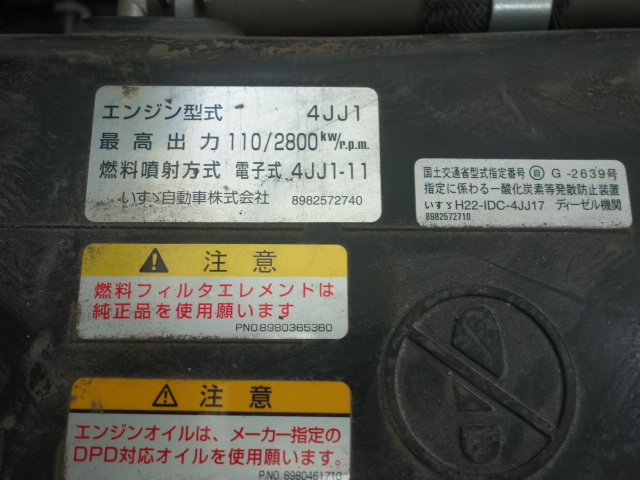 エンジン型式 4JJ1
最高出力 110/2800kW/r.p.m.
燃料噴射方式 電子式 4JJ1-11
いすゞ自動車株式会社 8982572740
国土交通省型式指定番号 自 G-2639号
指定に係わる一酸化炭素等発散防止装置
いすゞH22-IDC-4JJ17 ディーゼル機関
8982572710
注意
燃料フィルタエレメントは
純正品を使用願います
PNO.8980365360
注意
エンジンオイルは、メーカー指定の
DPD対応オイルを使用願います。
P.NO. 8980461710